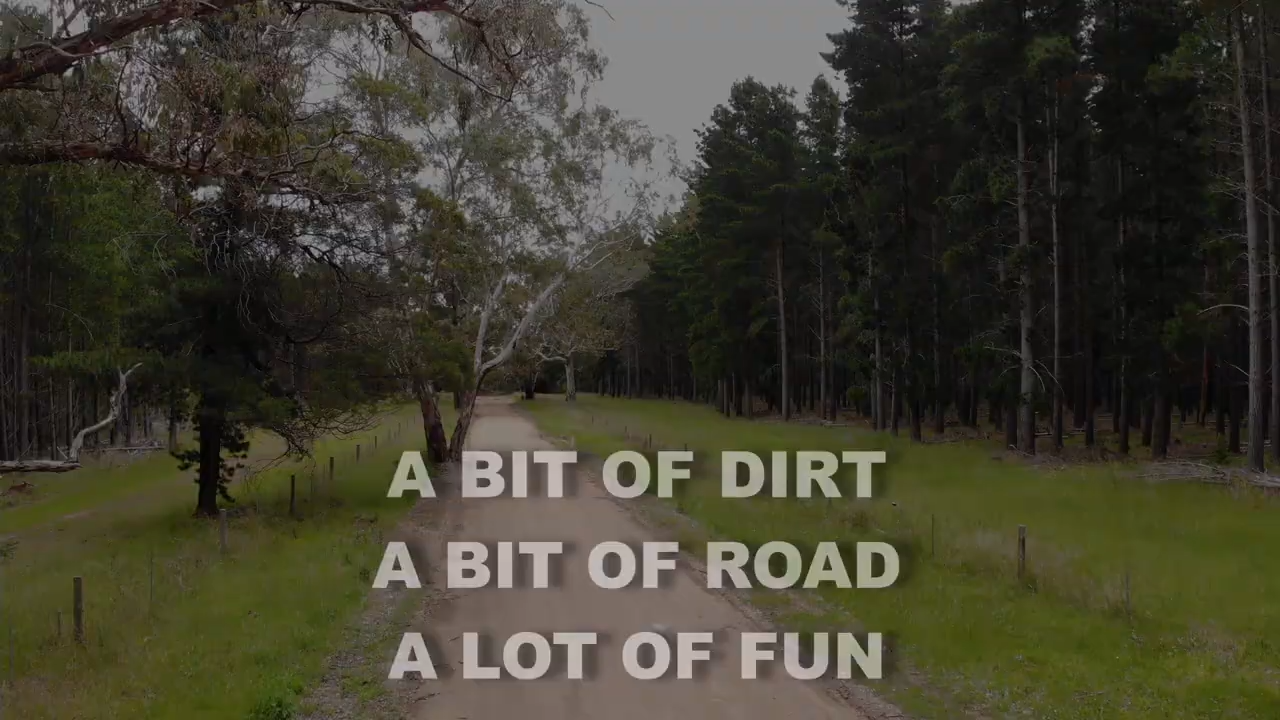 A BIT OF DIRT
A BIT OF ROAD
A LOT OF FUN